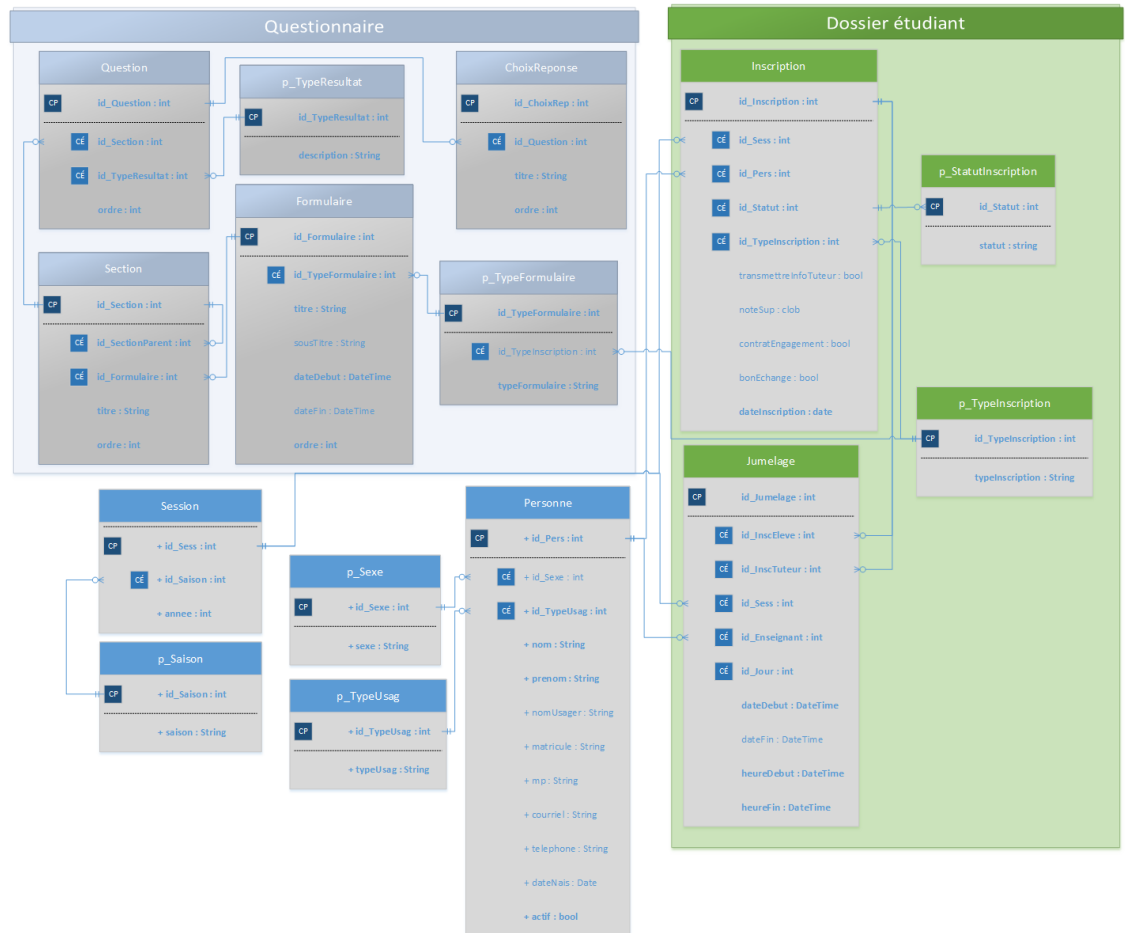 Questionnaire
Question
CP id_Question : int
CÉ id_Section : int
CÉ id_TypeResultat : int
ordre : int
p_TypeResultat
CP id_TypeResultat : int
description : String
ChoixReponse
CP id_ChoixRep : int
CÉ id_Question : int
titre : String
ordre : int
Section
CP id_Section : int
CÉ id_SectionParent : int
CÉ id_Formulaire : int
titre : String
ordre : int
Formulaire
CP id_Formulaire : int
CÉ id_TypeFormulaire : int
titre : String
sousTitre : String
dateDebut : DateTime
dateFin : DateTime
ordre : int
p_TypeFormulaire
CP id_TypeFormulaire : int
CÉ id_TypeInscription : int
typeFormulaire : String
Dossier étudiant
Inscription
CP id_Inscription : int
CÉ id_Sess : int
CÉ id_Pers : int
CÉ id_Statut : int
CÉ id_TypeInscription : int
transmettreInfoTuteur : bool
noteSup : clob
contratEngagement : bool
bonEchange : bool
dateInscription : date
p_StatutInscription
CP id_Statut : int
statut : string
p_TypeInscription
CP id_TypeInscription : int
typeInscription : String
Jumelage
CP id_Jumelage : int
CÉ id_InscEleve : int
CÉ id_InscTuteur : int
CÉ id_Sess : int
CÉ id_Enseignant : int
CÉ id_Jour : int
dateDebut : DateTime
dateFin : DateTime
heureDebut : DateTime
heureFin : DateTime
Session
CP + id_Sess : int
CÉ + id_Saison : int
+ annee : int
p_Saison
CP + id_Saison : int
+ saison : String
p_Sexe
CP + id_Sexe : int
+ sexe : String
p_TypeUsag
CP + id_TypeUsag : int
+ typeUsag : String
Personne
CP + id_Pers : int
CÉ + id_Sexe : int
CÉ + id_TypeUsag : int
+ nom : String
+ prenom : String
+ nomUsager : String
+ matricule : String
+ mp : String
+ courriel : String
+ telephone : String
+ dateNais : Date
+ actif : bool